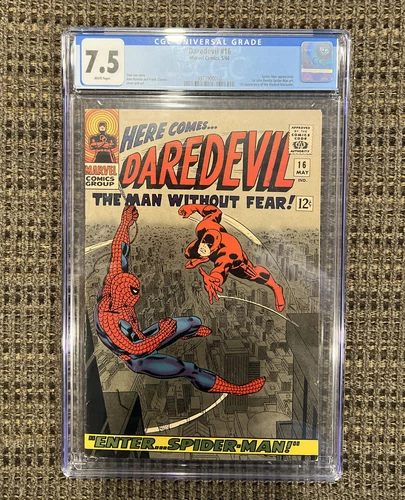 CGC UNIVERSAL GRADE
7.5
WHITE Pages
Daredevil #16
Marvel Comics, 5/66
HERE COMES...
DAREDEVIL
THE MAN WITHOUT FEAR!
MARVEL
COMICS
GROUP
APPROVED
BY THE
COMICS
CODE
AUTHORITY
16
MAY
IND.
12¢
"ENTER...SPIDER-MAN!"